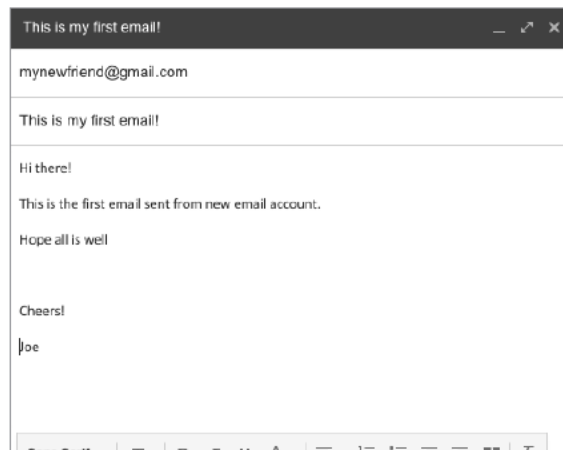 This is my first email!
mynewfriend@gmail.com
This is my first email!
Hi there!
This is the first email sent from new email account.
Hope all is well
Cheers!
Joe